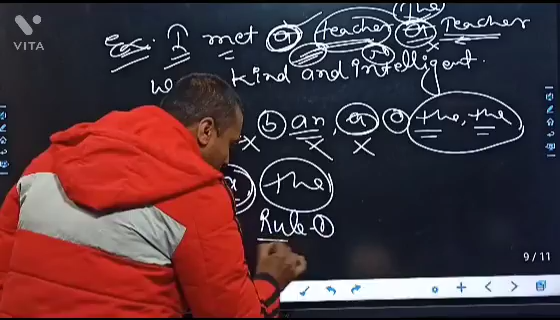 VITA
The
Ex:- I met a teacher a Teacher
kind and intelligent.
b an, a the, the
the
Rule-1
9/11